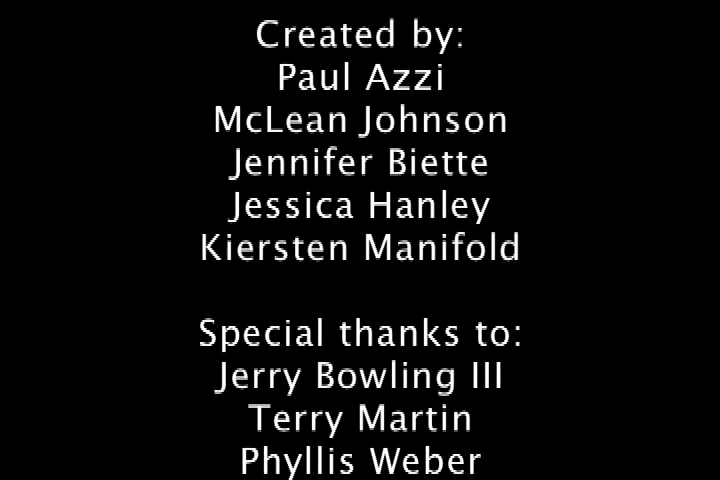 Created by:
Paul Azzi
McLean Johnson
Jennifer Biette
Jessica Hanley
Kiersten Manifold
Special thanks to:
Jerry Bowling III
Terry Martin
Phyllis Weber